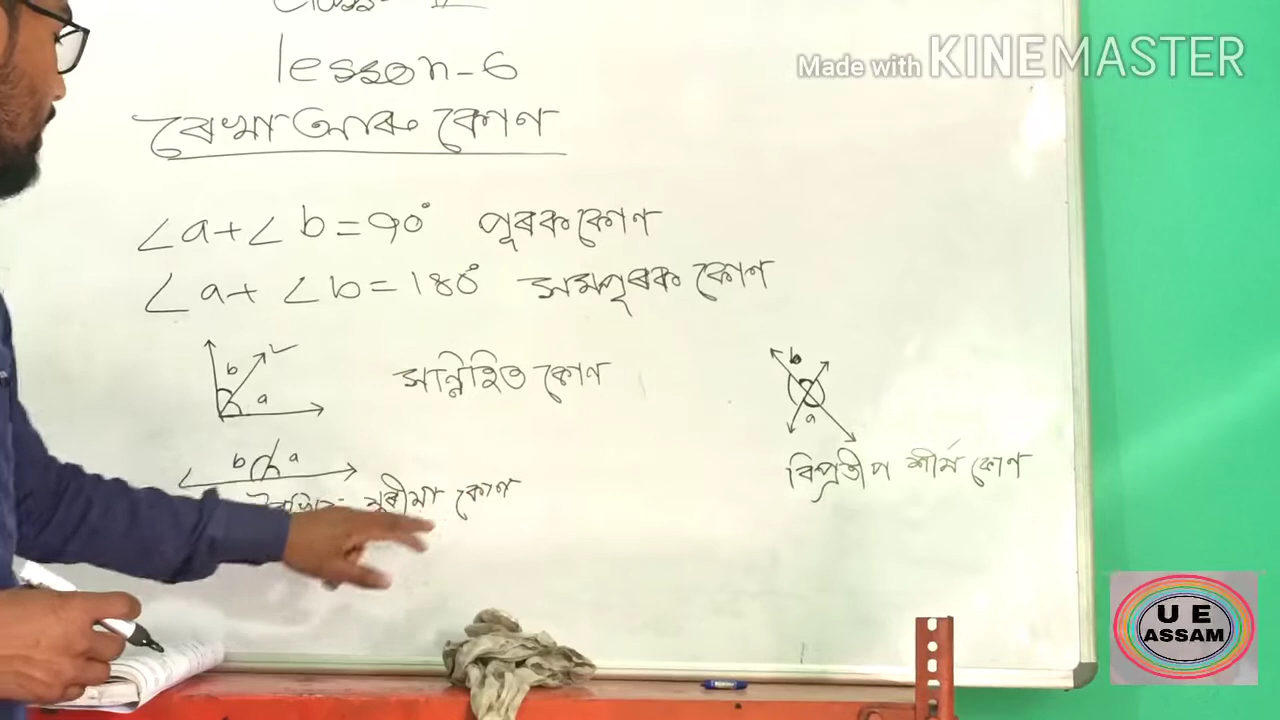 Made with KINEMASTER
lesson-6
ৰেখা আৰু কোণ
∠a+∠b=90° পূৰক কোণ
∠a+ ∠b=180° সম্পূৰক কোণ
b
a
সন্নিহিত কোণ
b
a
b a
বিপ্ৰতীপ শীৰ্ষ কোণ
কোণ
U E
ASSAM